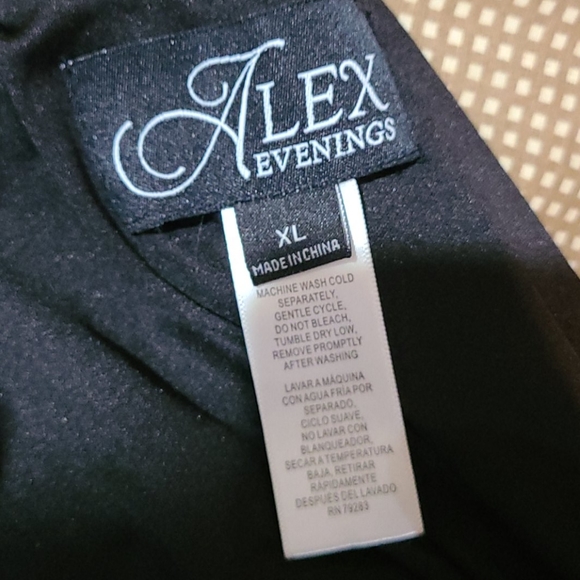 ALEX
EVENINGS
XL
MADE IN CHINA
MACHINE WASH COLD
SEPARATELY,
GENTLE CYCLE,
DO NOT BLEACH,
TUMBLE DRY LOW,
REMOVE PROMPTLY
AFTER WASHING
LAVAR A MÁQUINA
CON AGUA FRIA POR
SEPARADO,
CICLO SUAVE,
NO LAVAR CON
BLANQUEADOR,
SECAR A TEMPERATURA
BAJA, RETIRAR
RÁPIDAMENTE
DESPUES DEL LAVADO
RN 79283